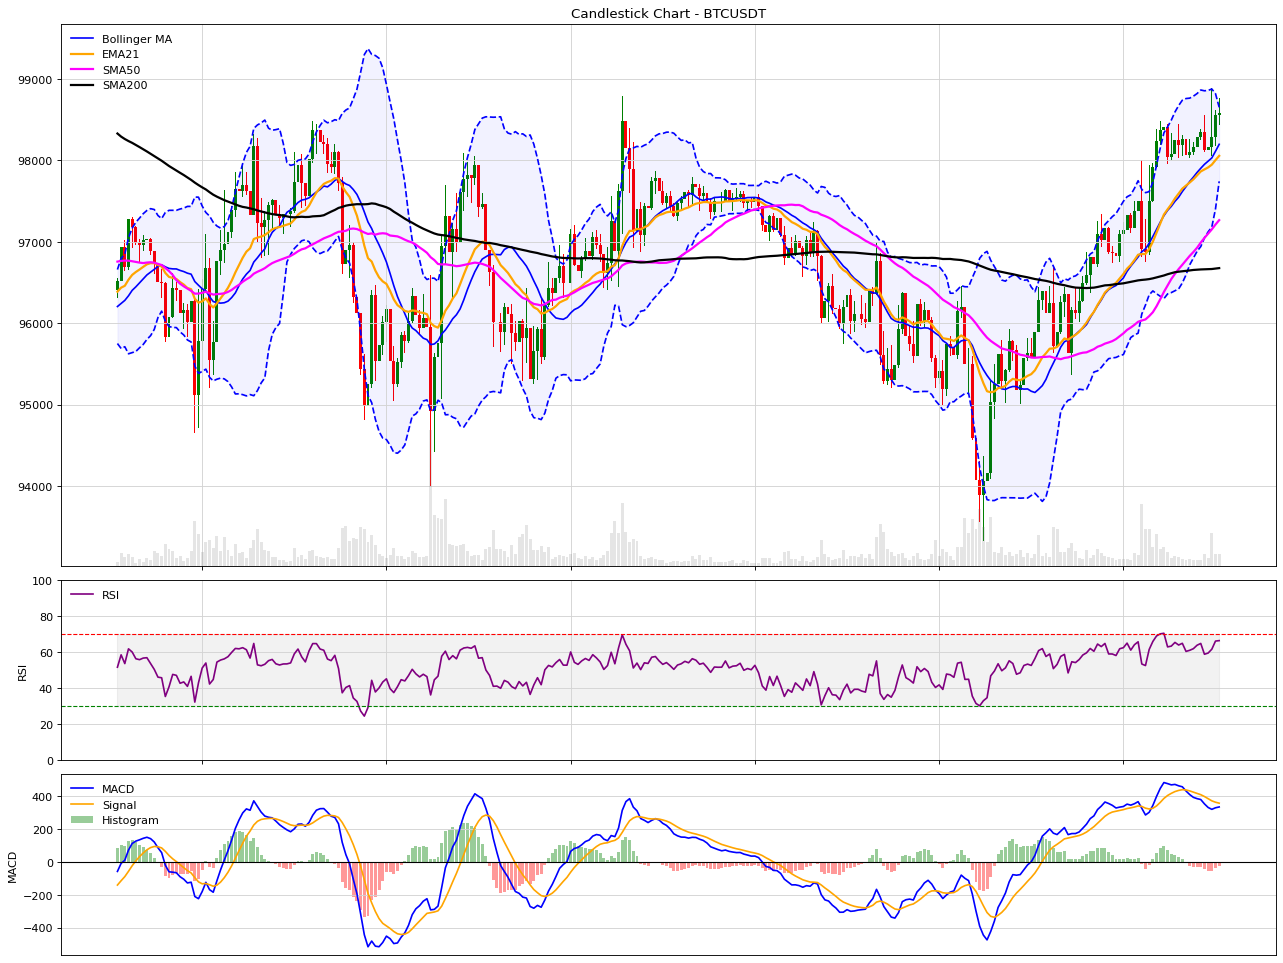 Candlestick Chart - BTCUSDT
Bollinger MA
EMA21
SMA50
SMA200
99000
98000
97000
96000
95000
94000
RSI
100
80
60
40
20
0
RSI
MACD
Signal
Histogram
400
200
0
−200
−400
MACD